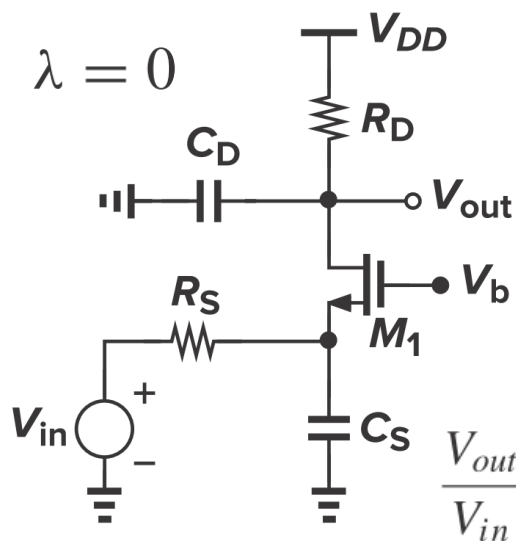 V_DD
λ = 0
R_D
C_D
V_out
R_S
V_b
M_1
+
V_in
−
C_S
V_out
V_in